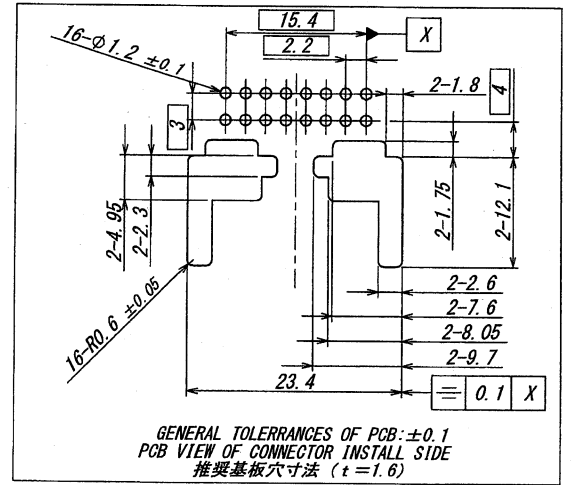 15.4
X
16-Φ1.2 ±0.1
2.2
2-1.8
4
3
2-4.95
2-2.3
2-1.75
2-12.1
16-R0.6 ±0.05
2-2.6
2-7.6
2-8.05
2-9.7
23.4
⌯ 0.1 X
GENERAL TOLERRANCES OF PCB:±0.1
PCB VIEW OF CONNECTOR INSTALL SIDE
推奨基板穴寸法 (t=1.6)